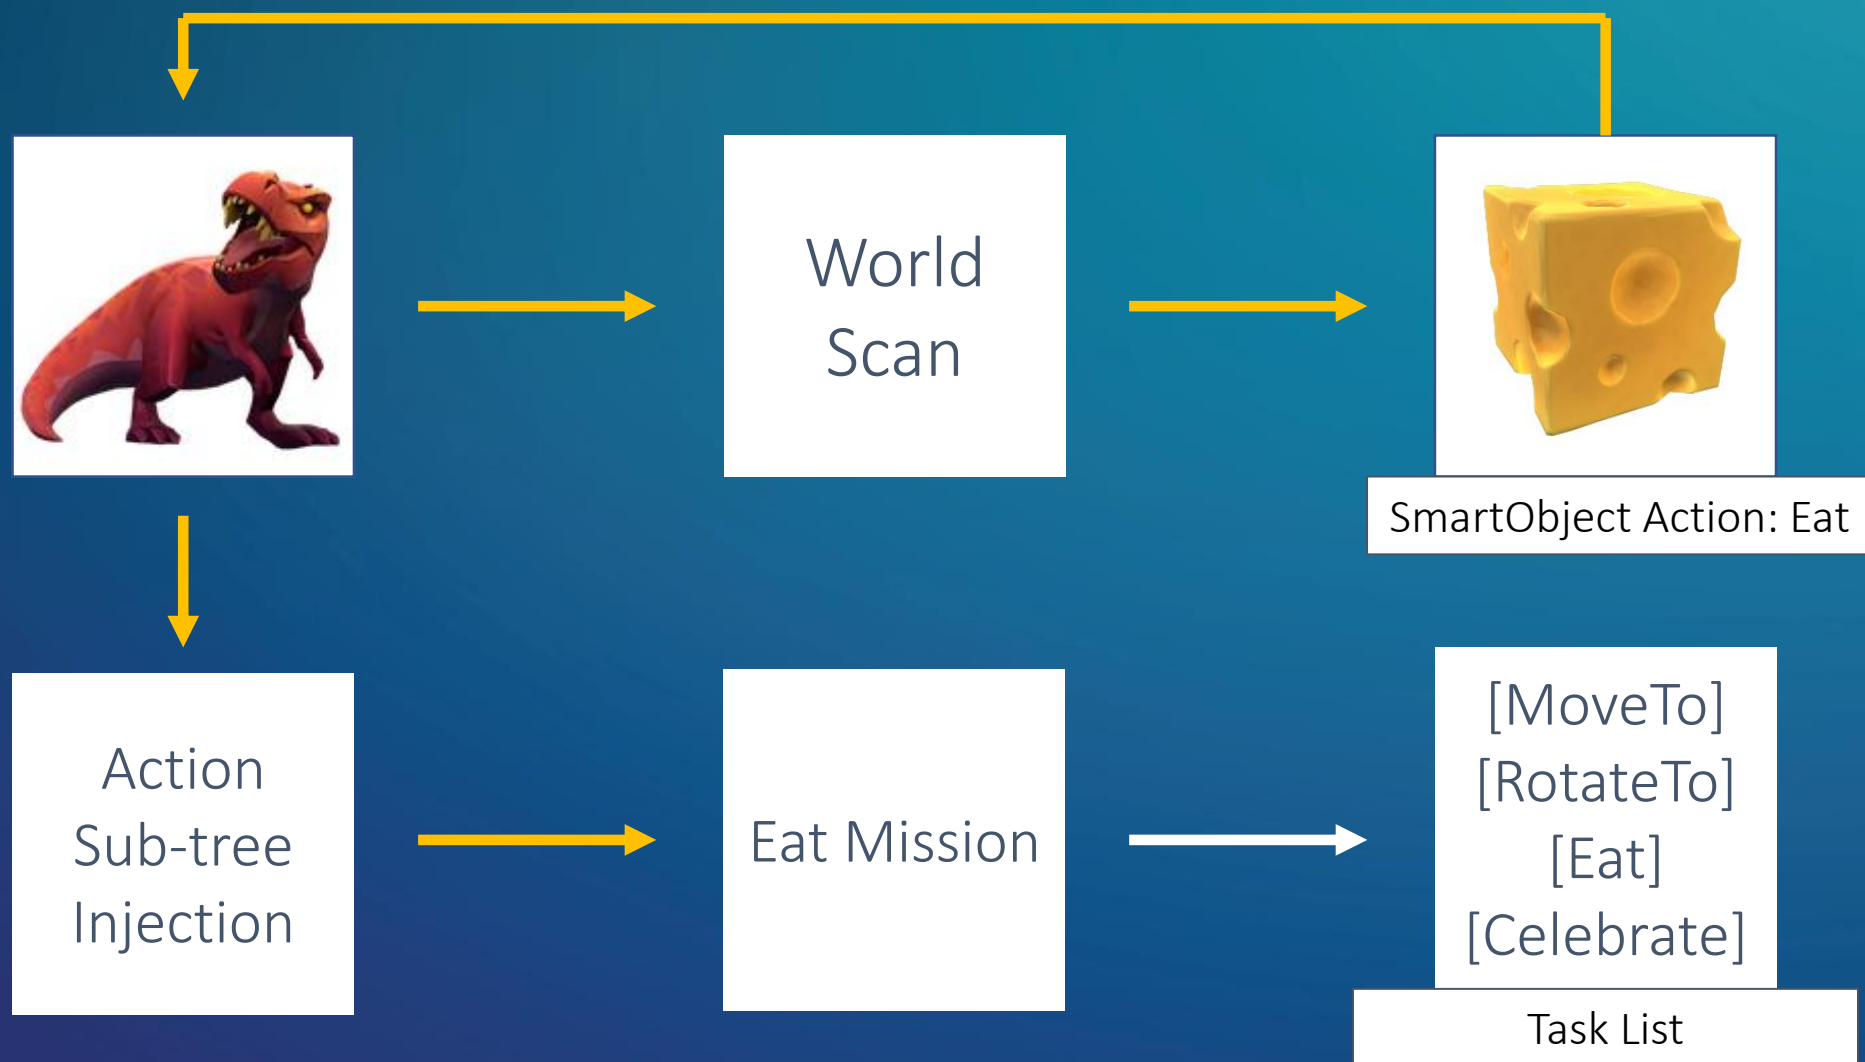 World
Scan
SmartObject Action: Eat
Action
Sub-tree
Injection
Eat Mission
[MoveTo]
[RotateTo]
[Eat]
[Celebrate]
Task List